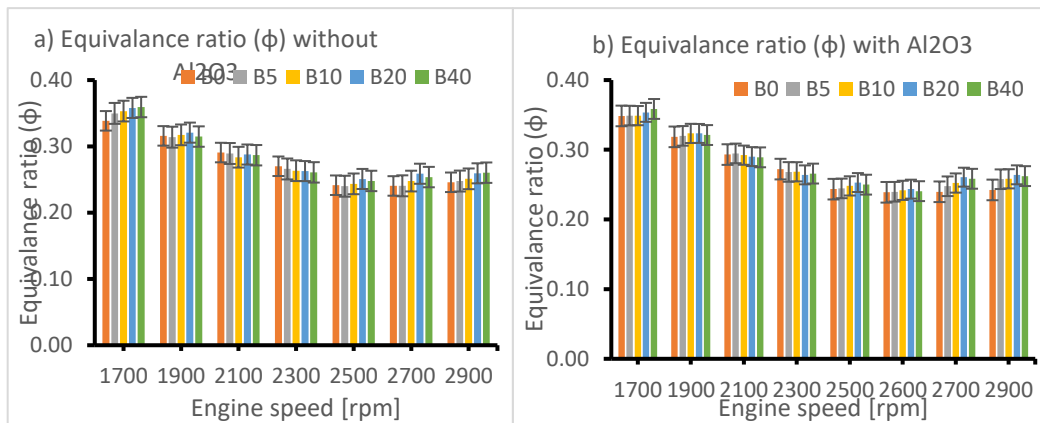 a) Equivalance ratio (ϕ) without
Al2O3
B0 B5 B10 B20 B40
0.40
0.30
0.20
0.10
0.00
Equivalance ratio (ϕ)
1700 1900 2100 2300 2500 2700 2900
Engine speed [rpm]
b) Equivalance ratio (ϕ) with Al2O3
B0 B5 B10 B20 B40
0.40
0.30
0.20
0.10
0.00
Equivalance ratio (ϕ)
1700 1900 2100 2300 2500 2600 2700 2900
Engine speed [rpm]